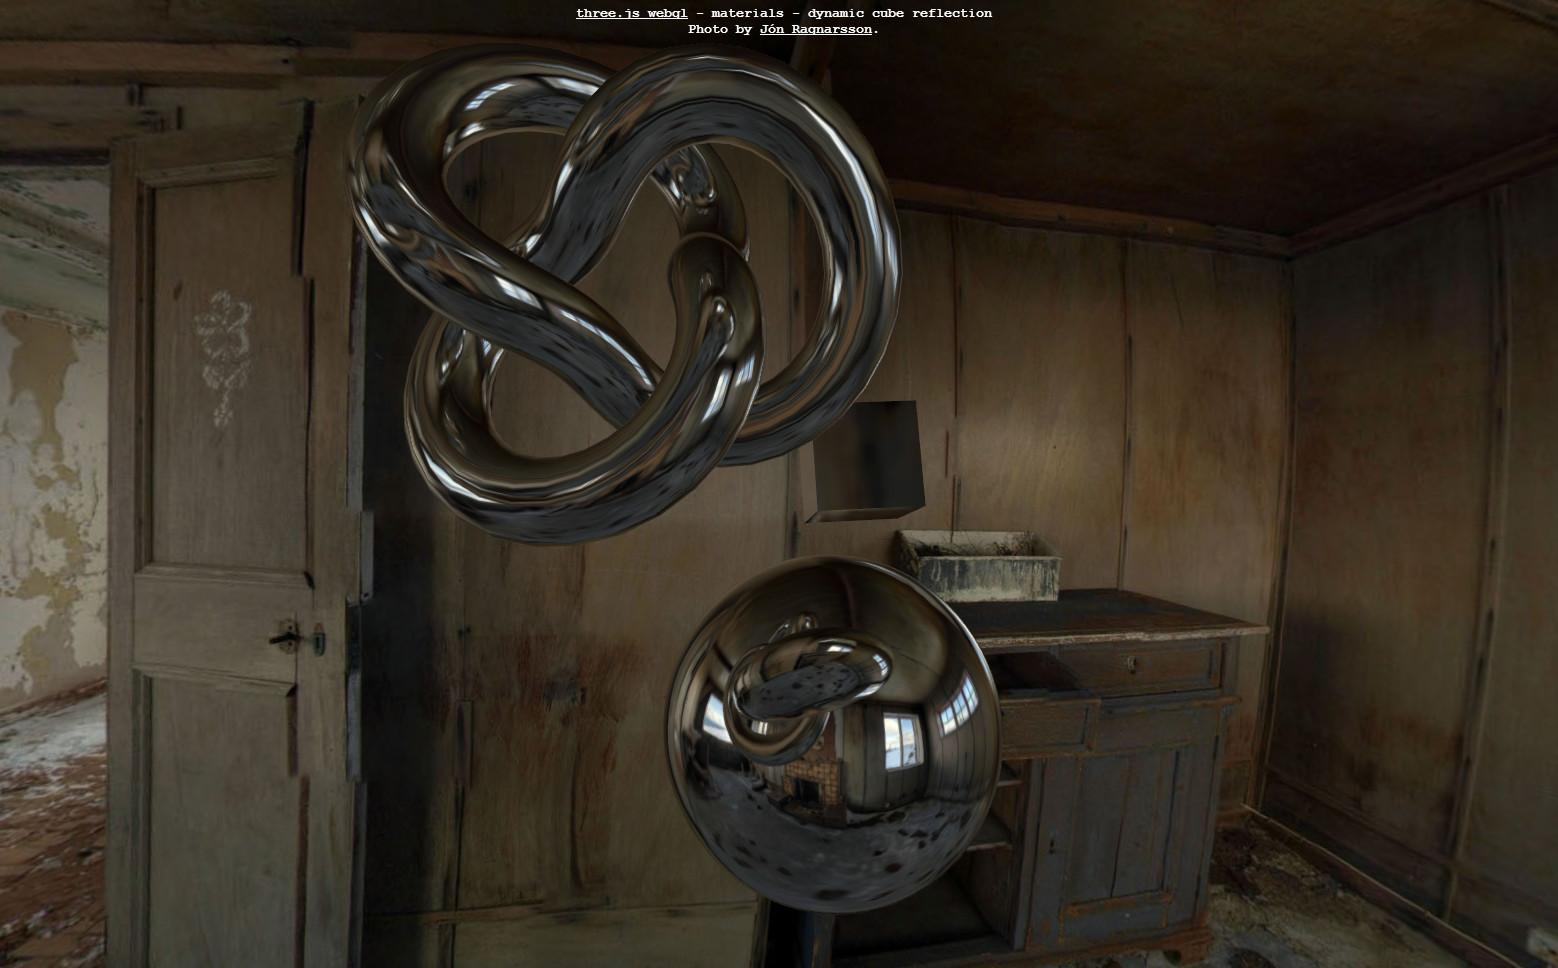 three.js webgl - materials - dynamic cube reflection
Photo by Jón Ragnarsson.